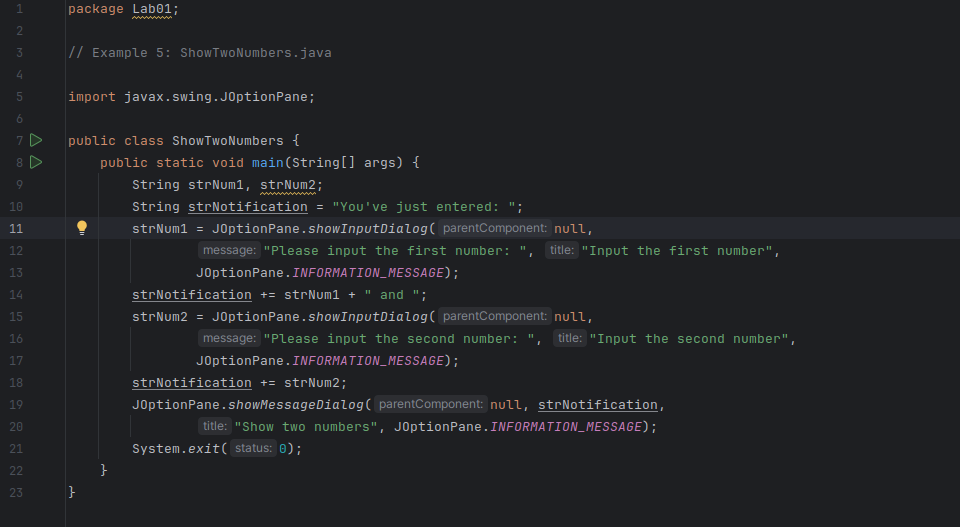 1 package Lab01;
2
3 // Example 5: ShowTwoNumbers.java
4
5 import javax.swing.JOptionPane;
6
7 public class ShowTwoNumbers {
8 public static void main(String[] args) {
9 String strNum1, strNum2;
10 String strNotification = "You've just entered: ";
11 strNum1 = JOptionPane.showInputDialog( parentComponent: null,
12 message: "Please input the first number: ", title: "Input the first number",
13 JOptionPane.INFORMATION_MESSAGE);
14 strNotification += strNum1 + " and ";
15 strNum2 = JOptionPane.showInputDialog( parentComponent: null,
16 message: "Please input the second number: ", title: "Input the second number",
17 JOptionPane.INFORMATION_MESSAGE);
18 strNotification += strNum2;
19 JOptionPane.showMessageDialog( parentComponent: null, strNotification,
20 title: "Show two numbers", JOptionPane.INFORMATION_MESSAGE);
21 System.exit( status: 0);
22 }
23 }